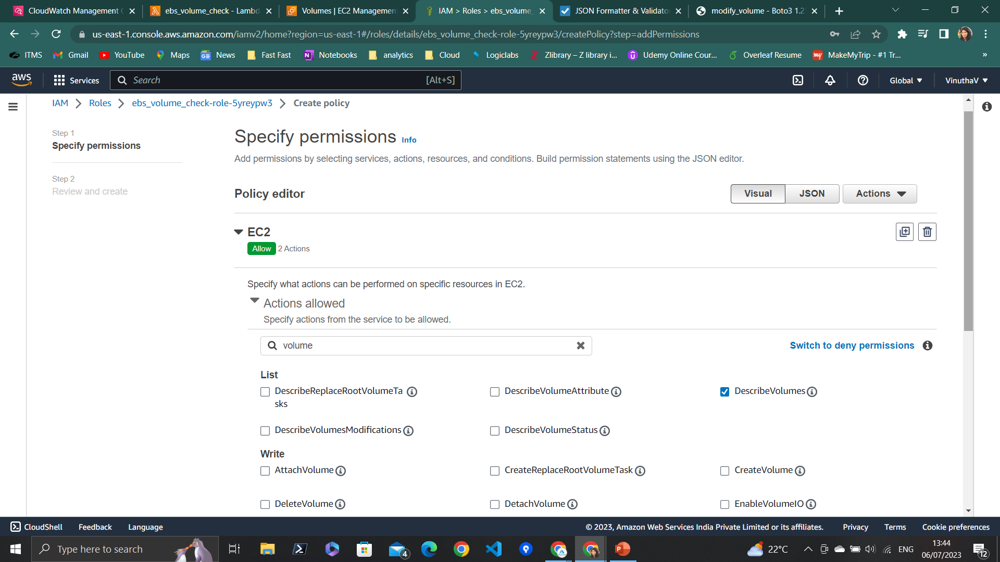 CloudWatch Management C
ebs_volume_check - Lambd
Volumes | EC2 Management
IAM > Roles > ebs_volume_
JSON Formatter & Validato
modify_volume - Boto3 1.2
us-east-1.console.aws.amazon.com/iamv2/home?region=us-east-1#/roles/details/ebs_volume_check-role-5yreypw3/createPolicy?step=addPermissions
ITMS Gmail YouTube Maps News Fast Fast Notebooks analytics Cloud Logiclabs Zlibrary – Z library i... Udemy Online Cour... Overleaf Resume MakeMyTrip - #1 Tr... »
aws Services Search [Alt+S] Global VinuthaV
IAM Roles ebs_volume_check-role-5yreypw3 Create policy
Step 1
Specify permissions
Step 2
Review and create
Specify permissions Info
Add permissions by selecting services, actions, resources, and conditions. Build permission statements using the JSON editor.
Policy editor Visual JSON Actions
EC2
Allow 2 Actions
Specify what actions can be performed on specific resources in EC2.
Actions allowed
Specify actions from the service to be allowed.
volume Switch to deny permissions
List
DescribeReplaceRootVolumeTa
sks
DescribeVolumeAttribute
DescribeVolumes
DescribeVolumesModifications
DescribeVolumeStatus
Write
AttachVolume
CreateReplaceRootVolumeTask
CreateVolume
DeleteVolume
DetachVolume
EnableVolumeIO
CloudShell Feedback Language © 2023, Amazon Web Services India Private Limited or its affiliates. Privacy Terms Cookie preferences
Type here to search
4
22°C
ENG
13:44
06/07/2023
12